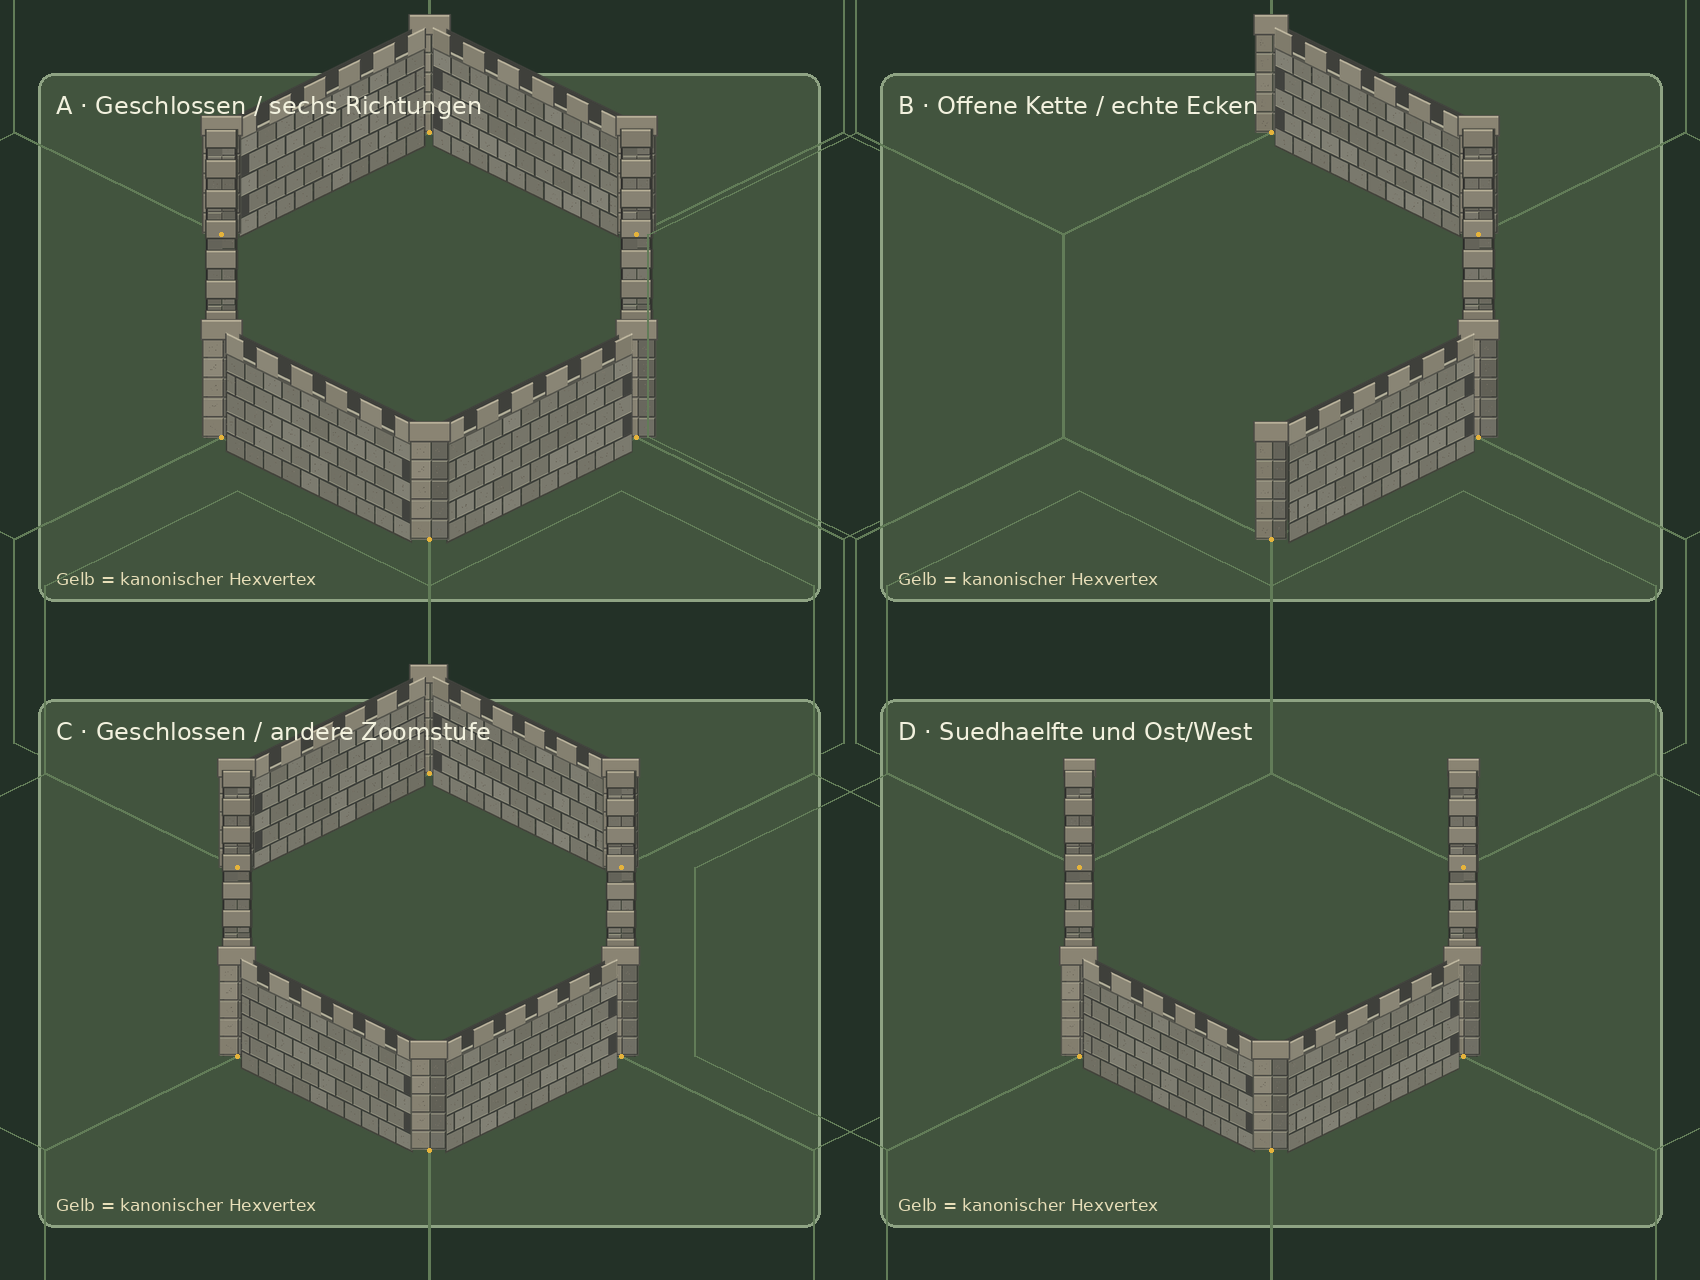 A · Geschlossen / sechs Richtungen
B · Offene Kette / echte Ecken
Gelb = kanonischer Hexvertex
Gelb = kanonischer Hexvertex
C · Geschlossen / andere Zoomstufe
D · Suedhaelfte und Ost/West
Gelb = kanonischer Hexvertex
Gelb = kanonischer Hexvertex